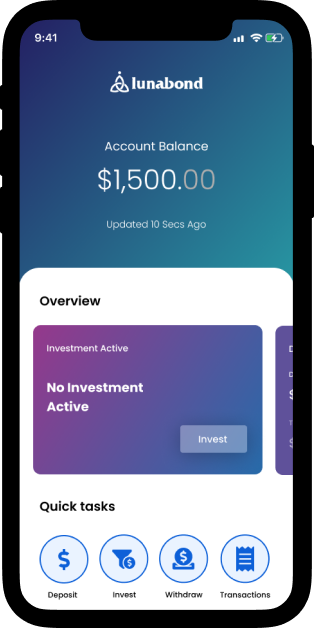 9:41
lunabond
Account Balance
$1,500.00
Updated 10 Secs Ago
Overview
Investment Active
No Investment
Active
Invest
Quick tasks
Deposit
Invest
Withdraw
Transactions